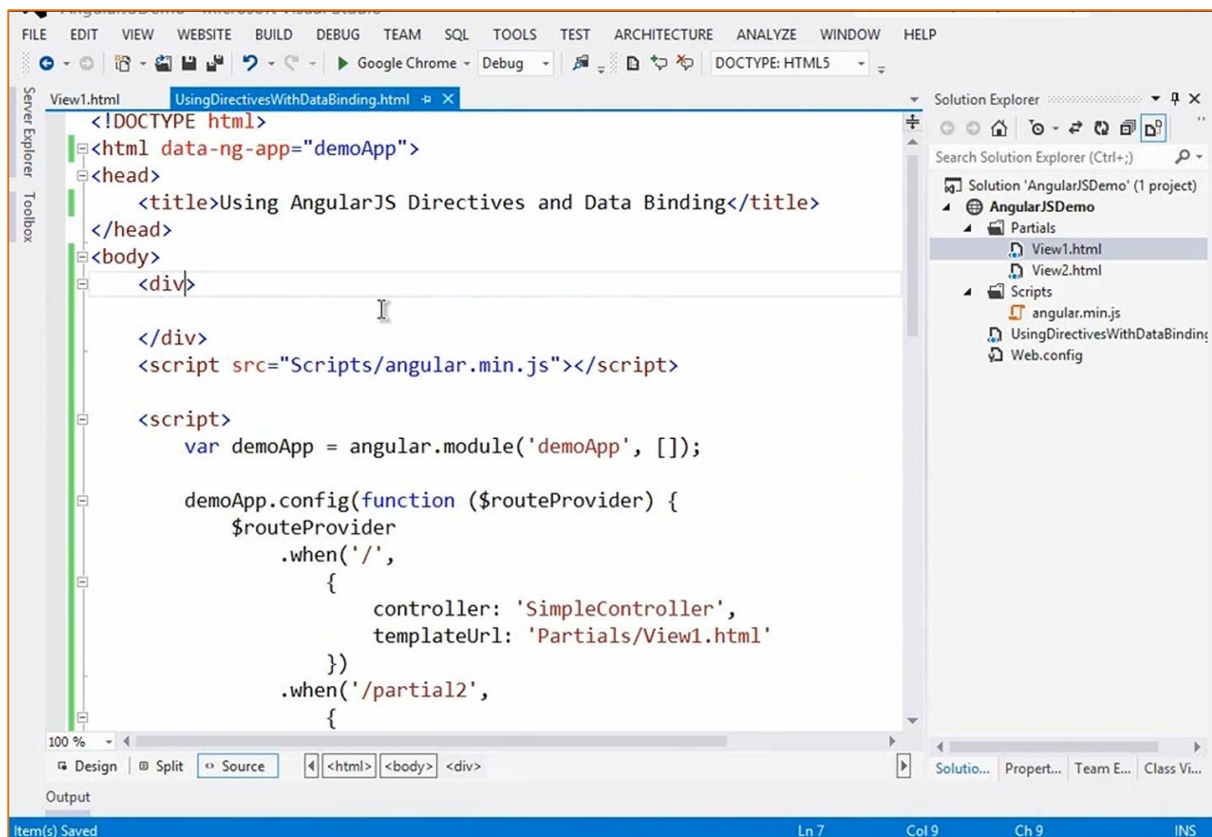 FILE EDIT VIEW WEBSITE BUILD DEBUG TEAM SQL TOOLS TEST ARCHITECTURE ANALYZE WINDOW HELP
Google Chrome Debug DOCTYPE: HTML5
Server Explorer
Toolbox
View1.html UsingDirectivesWithDataBinding.html
<!DOCTYPE html>
<html data-ng-app="demoApp">
<head>
<title>Using AngularJS Directives and Data Binding</title>
</head>
<body>
<div>
</div>
<script src="Scripts/angular.min.js"></script>
<script>
var demoApp = angular.module('demoApp', []);
demoApp.config(function ($routeProvider) {
$routeProvider
.when('/',
{
controller: 'SimpleController',
templateUrl: 'Partials/View1.html'
})
.when('/partial2',
{
100 %
Design Split Source <html> <body> <div>
Output
Solution Explorer
Search Solution Explorer (Ctrl+;)
Solution 'AngularJSDemo' (1 project)
AngularJSDemo
Partials
View1.html
View2.html
Scripts
angular.min.js
UsingDirectivesWithDataBinding
Web.config
Solutio... Propert... Team E... Class Vi...
Item(s) Saved Ln 7 Col 9 Ch 9 INS